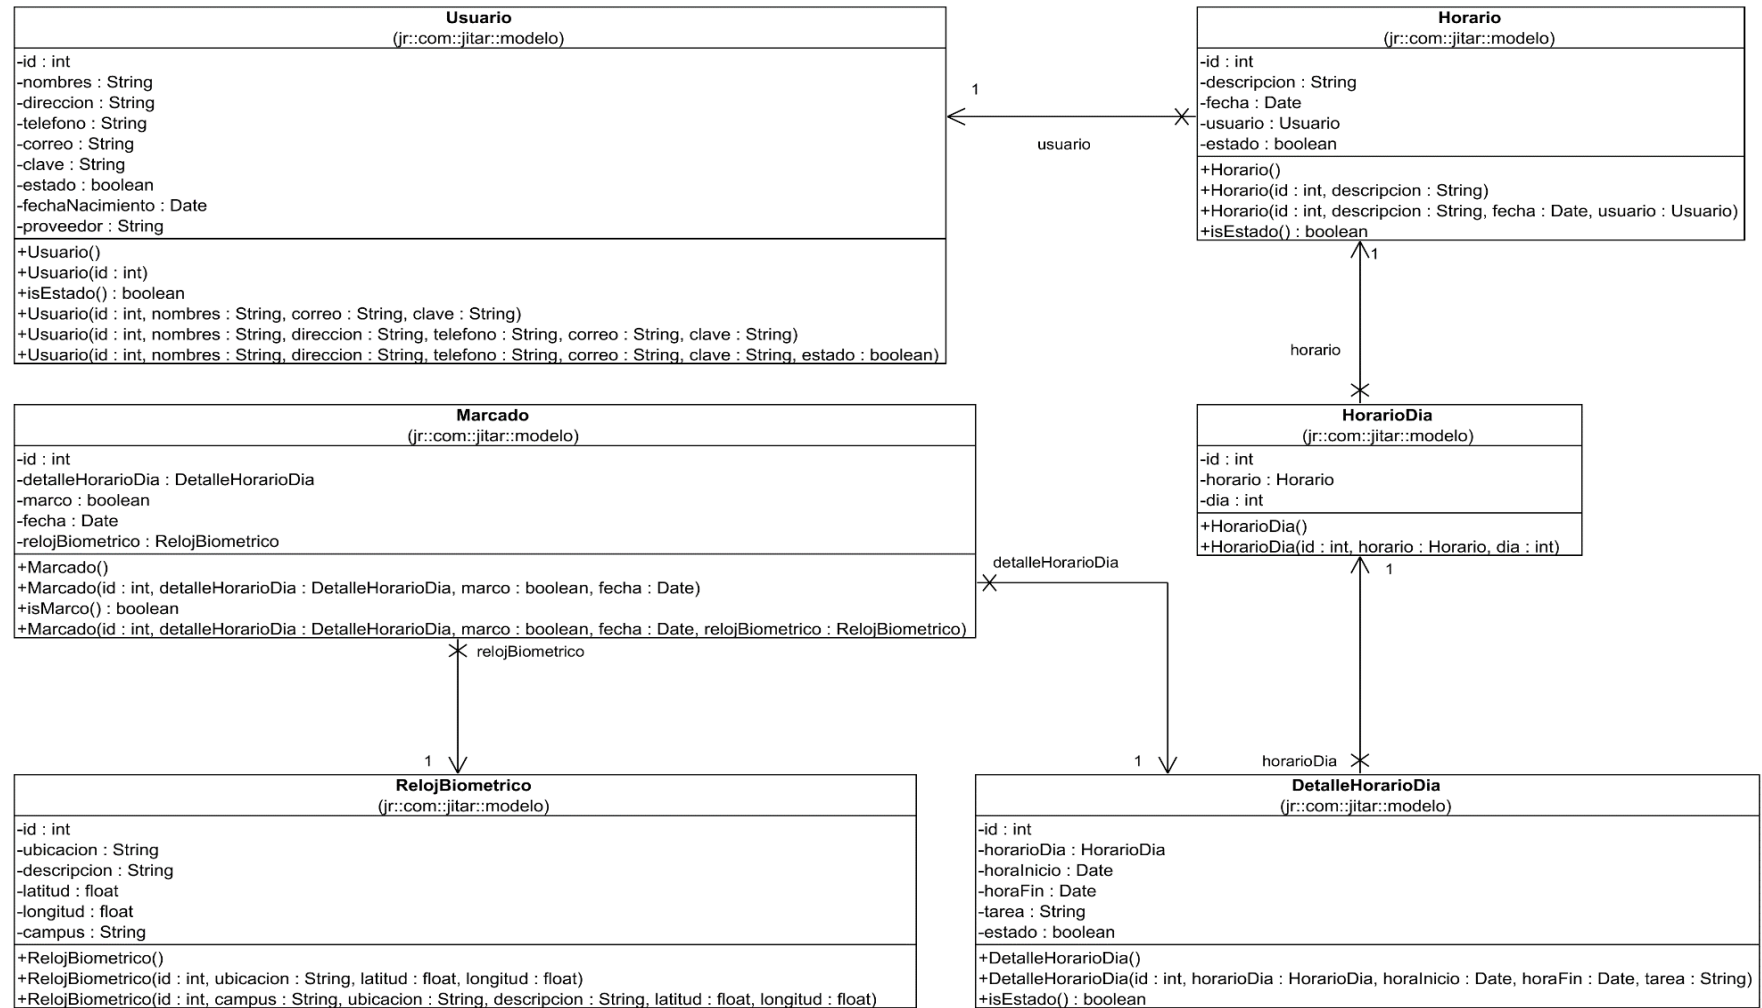 Usuario
(jr::com::jitar::modelo)
-id : int
-nombres : String
-direccion : String
-telefono : String
-correo : String
-clave : String
-estado : boolean
-fechaNacimiento : Date
-proveedor : String
+Usuario()
+Usuario(id : int)
+isEstado() : boolean
+Usuario(id : int, nombres : String, correo : String, clave : String)
+Usuario(id : int, nombres : String, direccion : String, telefono : String, correo : String, clave : String)
+Usuario(id : int, nombres : String, direccion : String, telefono : String, correo : String, clave : String, estado : boolean)
1
usuario
Horario
(jr::com::jitar::modelo)
-id : int
-descripcion : String
-fecha : Date
-usuario : Usuario
-estado : boolean
+Horario()
+Horario(id : int, descripcion : String)
+Horario(id : int, descripcion : String, fecha : Date, usuario : Usuario)
+isEstado() : boolean
1
horario
Marcado
(jr::com::jitar::modelo)
-id : int
-detalleHorarioDia : DetalleHorarioDia
-marco : boolean
-fecha : Date
-relojBiometrico : RelojBiometrico
+Marcado()
+Marcado(id : int, detalleHorarioDia : DetalleHorarioDia, marco : boolean, fecha : Date)
+isMarco() : boolean
+Marcado(id : int, detalleHorarioDia : DetalleHorarioDia, marco : boolean, fecha : Date, relojBiometrico : RelojBiometrico)
HorarioDia
(jr::com::jitar::modelo)
-id : int
-horario : Horario
-dia : int
+HorarioDia()
+HorarioDia(id : int, horario : Horario, dia : int)
detalleHorarioDia
1
relojBiometrico
1
1
horarioDia
RelojBiometrico
(jr::com::jitar::modelo)
-id : int
-ubicacion : String
-descripcion : String
-latitud : float
-longitud : float
-campus : String
+RelojBiometrico()
+RelojBiometrico(id : int, ubicacion : String, latitud : float, longitud : float)
+RelojBiometrico(id : int, campus : String, ubicacion : String, descripcion : String, latitud : float, longitud : float)
DetalleHorarioDia
(jr::com::jitar::modelo)
-id : int
-horarioDia : HorarioDia
-horaInicio : Date
-horaFin : Date
-tarea : String
-estado : boolean
+DetalleHorarioDia()
+DetalleHorarioDia(id : int, horarioDia : HorarioDia, horaInicio : Date, horaFin : Date, tarea : String)
+isEstado() : boolean